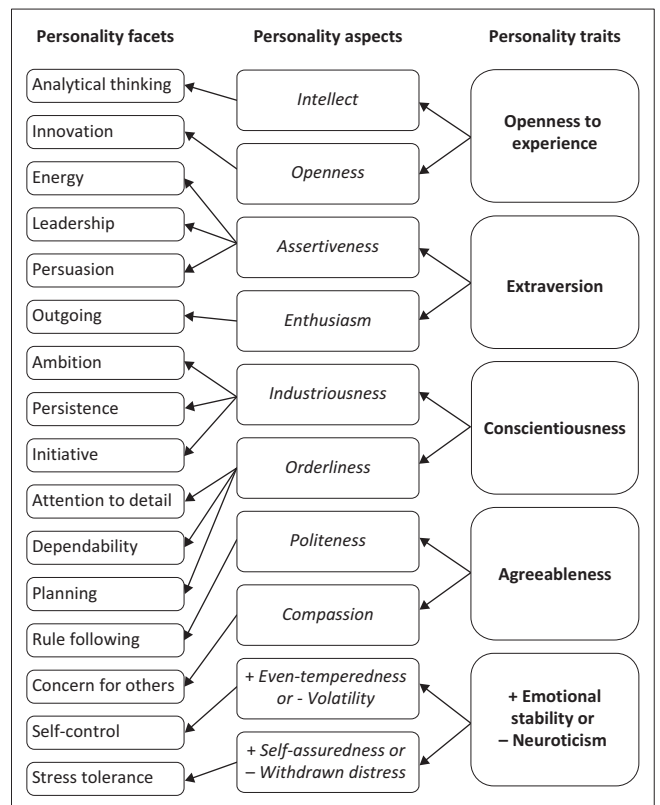 Personality facets
Personality aspects
Personality traits
Analytical thinking
Innovation
Energy
Leadership
Persuasion
Outgoing
Ambition
Persistence
Initiative
Attention to detail
Dependability
Planning
Rule following
Concern for others
Self-control
Stress tolerance
Intellect
Openness
Assertiveness
Enthusiasm
Industriousness
Orderliness
Politeness
Compassion
+ Even-temperedness
or - Volatility
+ Self-assuredness or
– Withdrawn distress
Openness to
experience
Extraversion
Conscientiousness
Agreeableness
+ Emotional
stability or
– Neuroticism